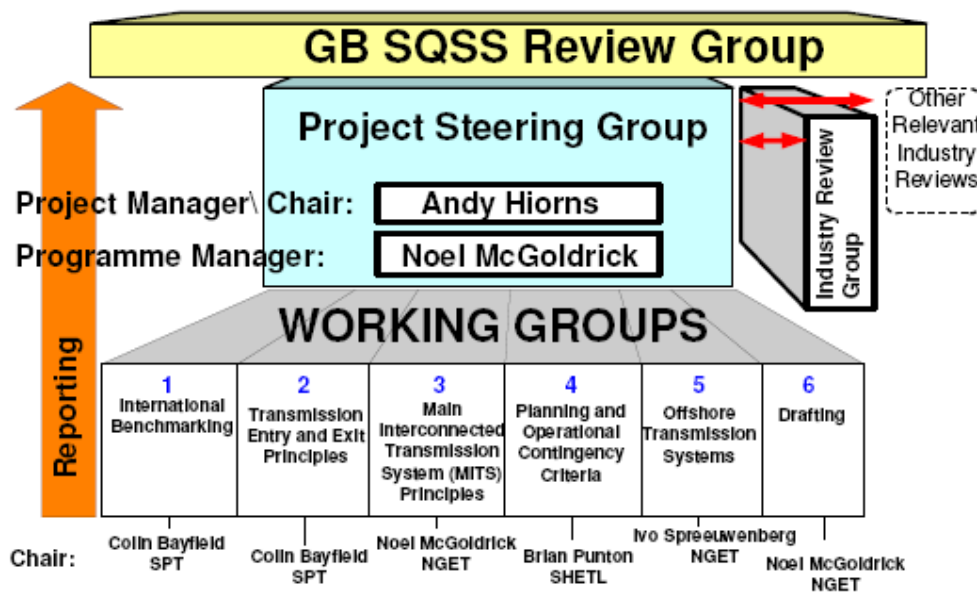 GB SQSS Review Group
Project Steering Group
Project Manager\ Chair:
Andy Hiorns
Programme Manager:
Noel McGoldrick
Other
Relevant
Industry
Reviews
Industry Review
Group
Reporting
WORKING GROUPS
1
International
Benchmarking
2
Transmission
Entry and Exit
Principles
3
Main
Interconnected
Transmission
System (MITS)
Principles
4
Planning and
Operational
Contingency
Criteria
5
Offshore
Transmission
Systems
6
Drafting
Chair:
Colin Bayfield
SPT
Colin Bayfield
SPT
Noel McGoldrick
NGET
Brian Punton
SHETL
Ivo Spreeuwenberg
NGET
Noel McGoldrick
NGET